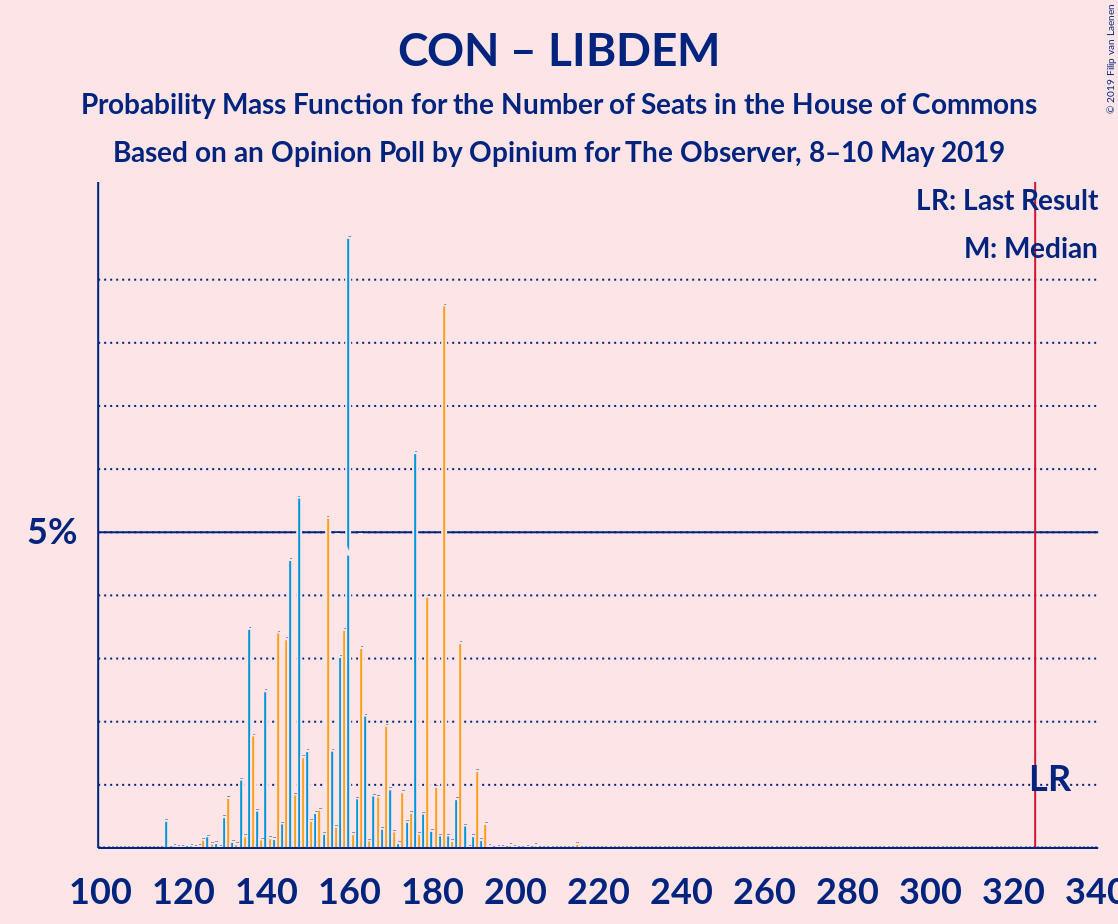 CON – LIBDEM
Probability Mass Function for the Number of Seats in the House of Commons
Based on an Opinion Poll by Opinium for The Observer, 8–10 May 2019
© 2019 Filip van Laenen
LR: Last Result
M: Median
5%
LR
100 120 140 160 180 200 220 240 260 280 300 320 340